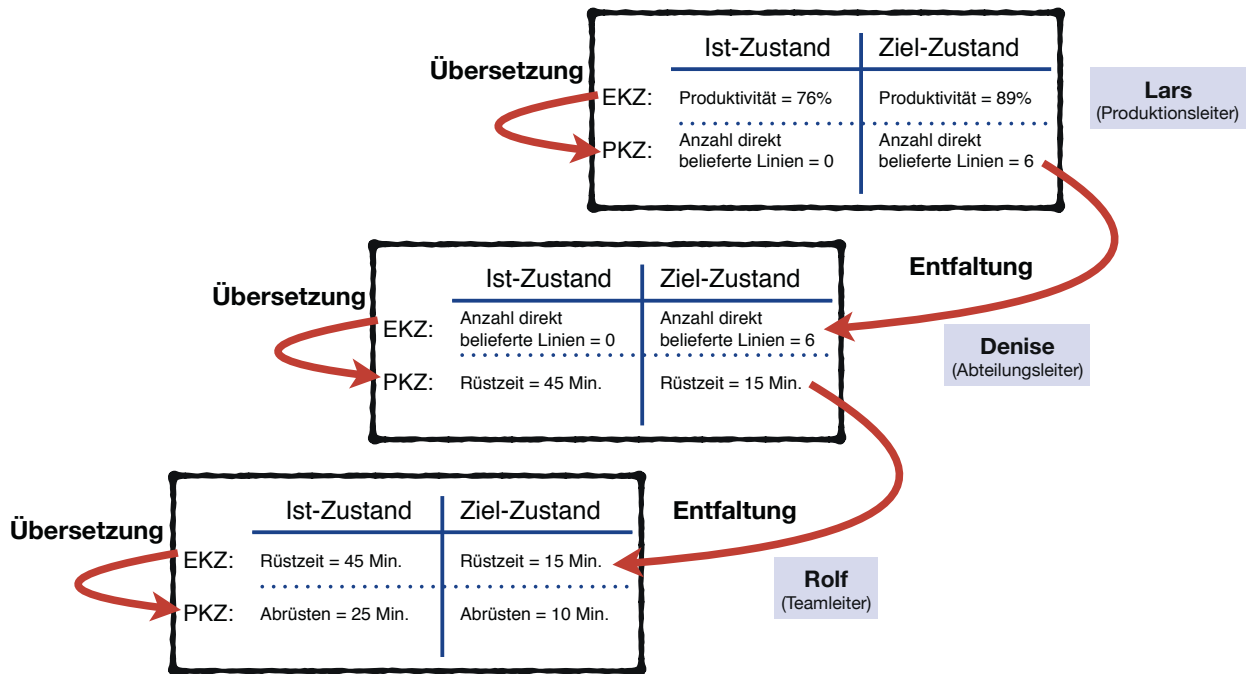 Ist-Zustand Ziel-Zustand
Übersetzung
EKZ: Produktivität = 76% Produktivität = 89%
Lars
(Produktionsleiter)
PKZ: Anzahl direkt
belieferte Linien = 0
Anzahl direkt
belieferte Linien = 6
Entfaltung
Ist-Zustand Ziel-Zustand
Übersetzung
EKZ: Anzahl direkt
belieferte Linien = 0
Anzahl direkt
belieferte Linien = 6
Denise
(Abteilungsleiter)
PKZ: Rüstzeit = 45 Min. Rüstzeit = 15 Min.
Entfaltung
Ist-Zustand Ziel-Zustand
Übersetzung
EKZ: Rüstzeit = 45 Min. Rüstzeit = 15 Min.
Rolf
(Teamleiter)
PKZ: Abrüsten = 25 Min. Abrüsten = 10 Min.